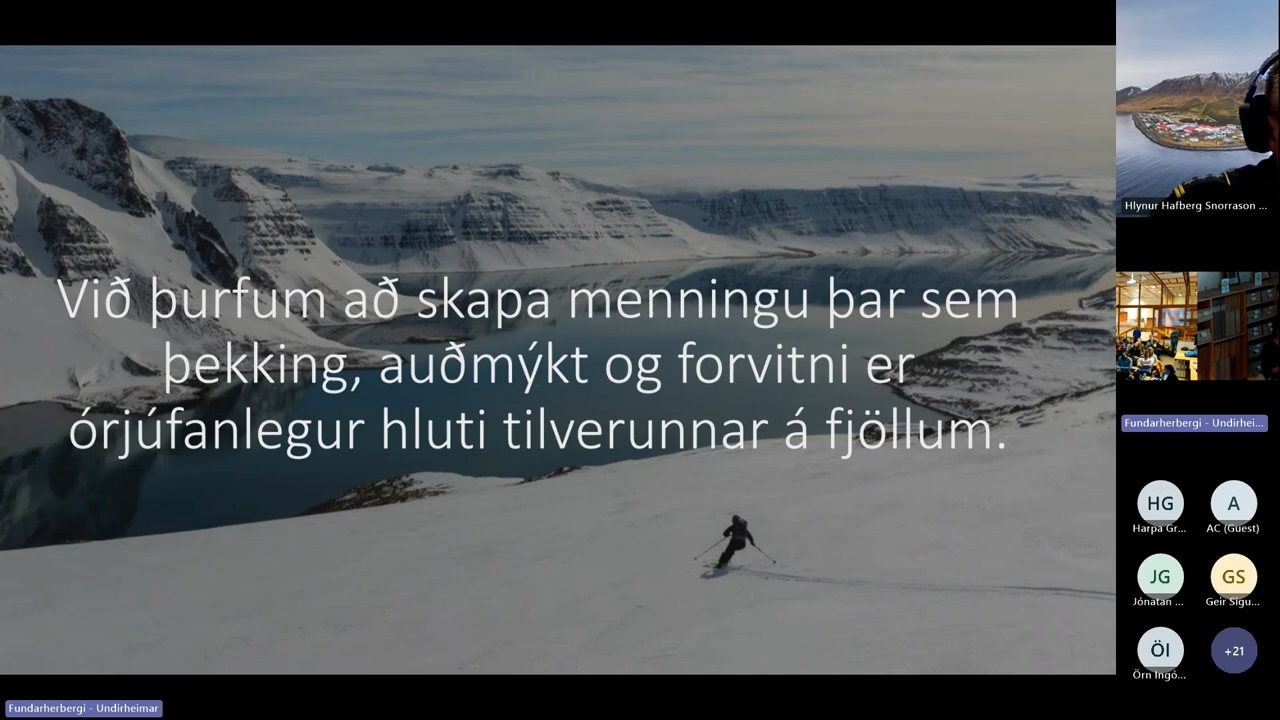 Við þurfum að skapa menningu þar sem
þekking, auðmýkt og forvitni er
órjúfanlegur hluti tilverunnar á fjöllum.
Hlynur Hafberg Snorrason ...
Fundarherbergi - Undirhei...
HG
Harpa Gr...
A
AC (Guest)
JG
Jónatan ...
GS
Geir Sigu...
ÖI
Örn Ingó...
+21
Fundarherbergi - Undirheimar